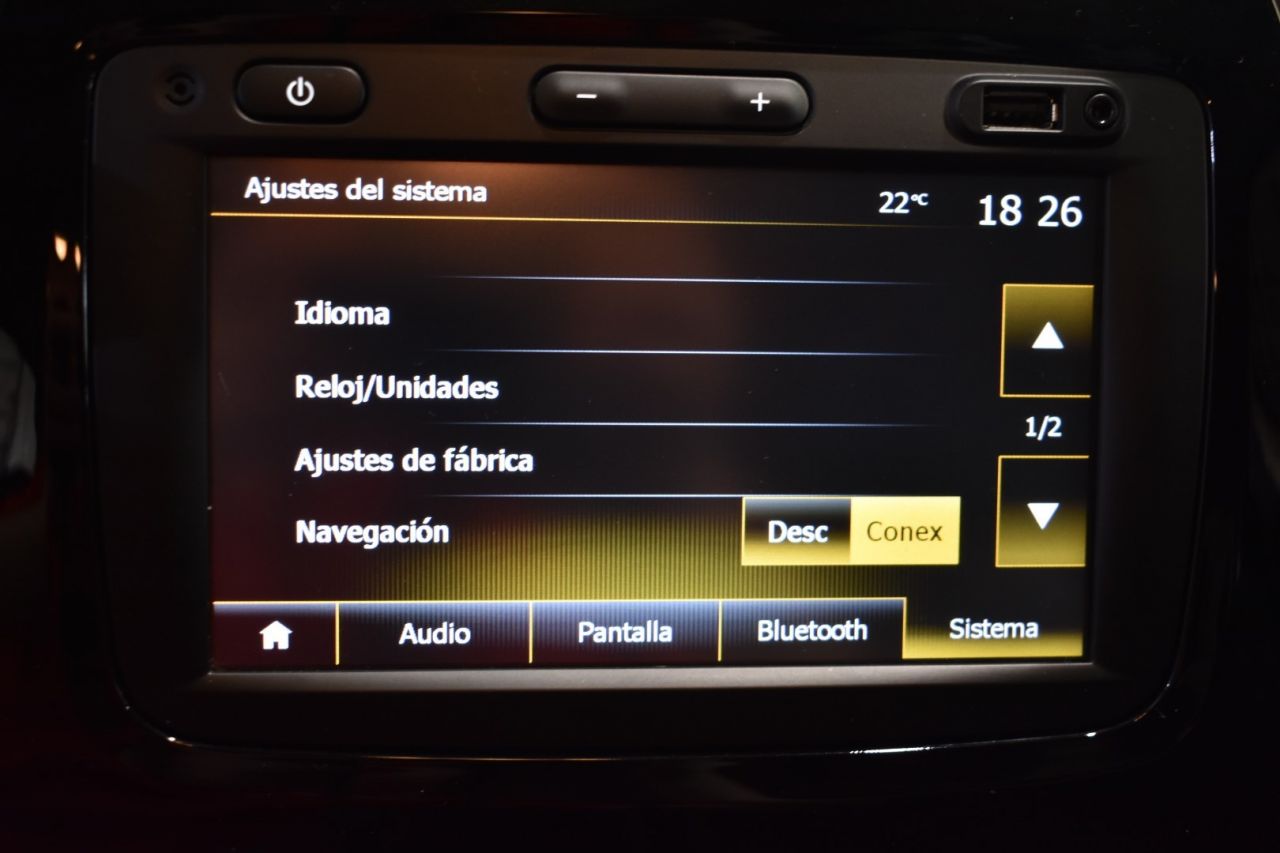 Ajustes del sistema 22°C 18 26
Idioma
Reloj/Unidades
Ajustes de fábrica
1/2
Navegación Desc Conex
Audio Pantalla Bluetooth Sistema